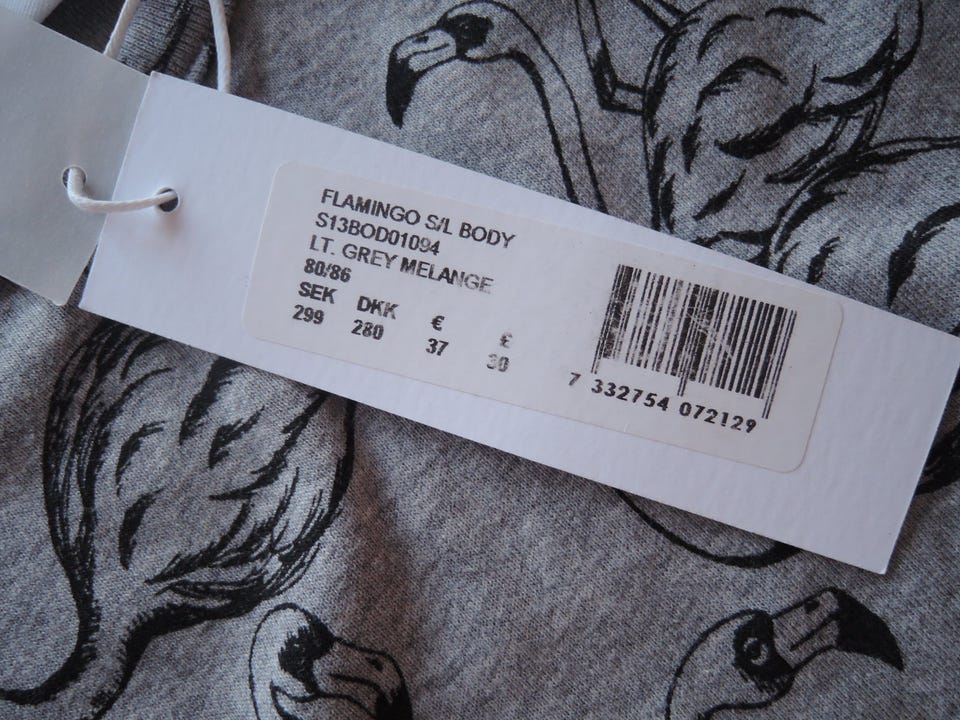 FLAMINGO S/L BODY
S13BOD01094
LT. GREY MELANGE
80/86
SEK DKK € £
299 280 37 30
7 332754 072129